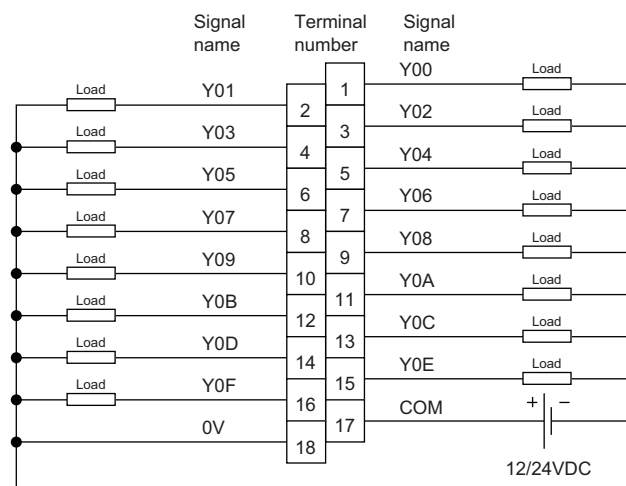 Signal name Terminal number Signal name
Y00 Load
1
Load Y01
2
Y02 Load
3
Load Y03
4
Y04 Load
5
Load Y05
6
Y06 Load
7
Load Y07
8
Y08 Load
9
Load Y09
10
Y0A Load
11
Load Y0B
12
Y0C Load
13
Load Y0D
14
Y0E Load
15
Load Y0F
16
COM + −
17
0V
18
12/24VDC